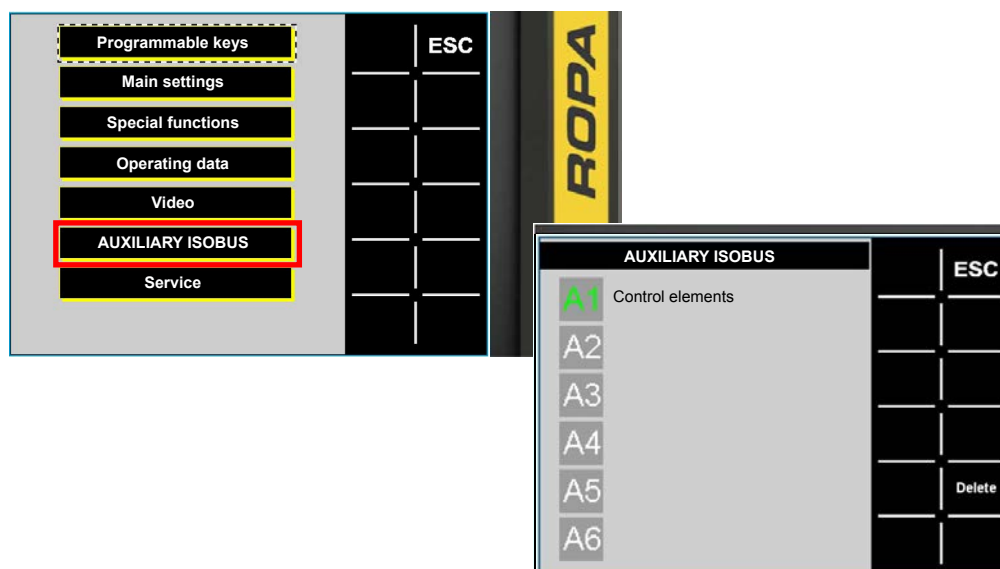 Programmable keys
ESC
Main settings
Special functions
Operating data
Video
AUXILIARY ISOBUS
Service
ROPA
AUXILIARY ISOBUS
ESC
A1 Control elements
A2
A3
A4
A5
Delete
A6